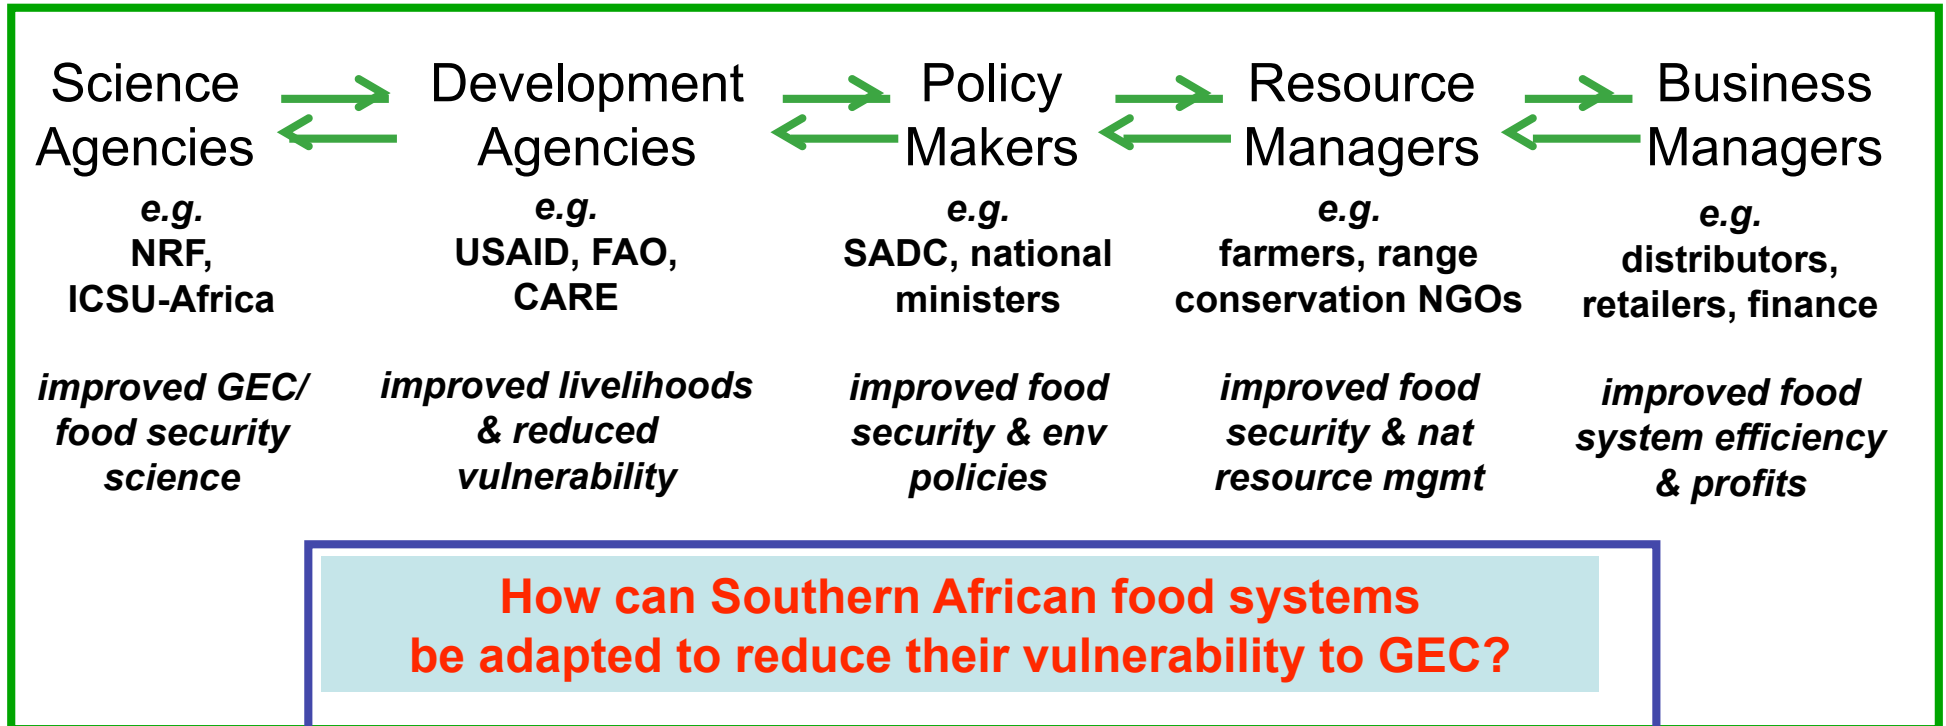 Science
Agencies
e.g.
NRF,
ICSU-Africa
improved GEC/
food security
science
Development
Agencies
e.g.
USAID, FAO,
CARE
improved livelihoods
& reduced
vulnerability
Policy
Makers
e.g.
SADC, national
ministers
improved food
security & env
policies
Resource
Managers
e.g.
farmers, range
conservation NGOs
improved food
security & nat
resource mgmt
Business
Managers
e.g.
distributors,
retailers, finance
improved food
system efficiency
& profits
How can Southern African food systems
be adapted to reduce their vulnerability to GEC?